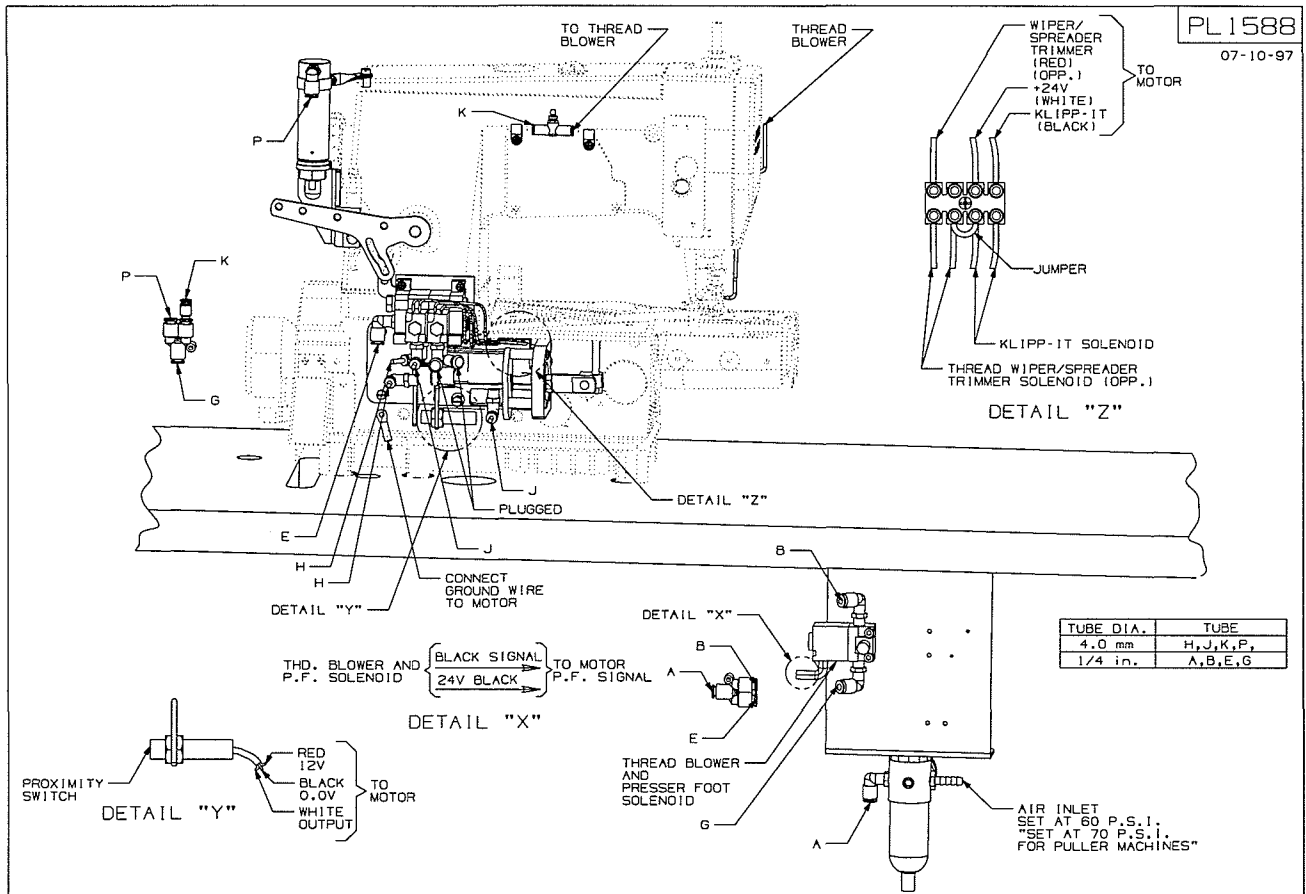 PL1588
07-10-97
TO THREAD
BLOWER
THREAD
BLOWER
K
P
WIPER/
SPREADER
TRIMMER
(RED)
(OPP.)
+24V
(WHITE)
KLIPP-IT
(BLACK)
TO
MOTOR
JUMPER
KLIPP-IT SOLENOID
THREAD WIPER/SPREADER
TRIMMER SOLENOID (OPP.)
DETAIL "Z"
P
K
G
E
H
H
J
PLUGGED
J
DETAIL "Z"
CONNECT
GROUND WIRE
TO MOTOR
DETAIL "Y"
THD. BLOWER AND
P.F. SOLENOID
BLACK SIGNAL
24V BLACK
TO MOTOR
P.F. SIGNAL
DETAIL "X"
B
DETAIL "X"
B
A
E
THREAD BLOWER
AND
PRESSER FOOT
SOLENOID
G
A
AIR INLET
SET AT 60 P.S.I.
"SET AT 70 P.S.I.
FOR PULLER MACHINES"
TUBE DIA. TUBE
4.0 mm H,J,K,P,
1/4 in. A,B,E,G
PROXIMITY
SWITCH
RED
12V
BLACK
0.0V
WHITE
OUTPUT
TO
MOTOR
DETAIL "Y"